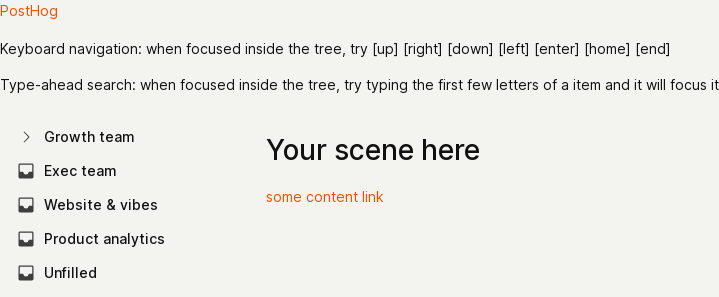 PostHog
Keyboard navigation: when focused inside the tree, try [up] [right] [down] [left] [enter] [home] [end]
Type-ahead search: when focused inside the tree, try typing the first few letters of a item and it will focus it
Growth team
Exec team
Website & vibes
Product analytics
Unfilled
Your scene here
some content link